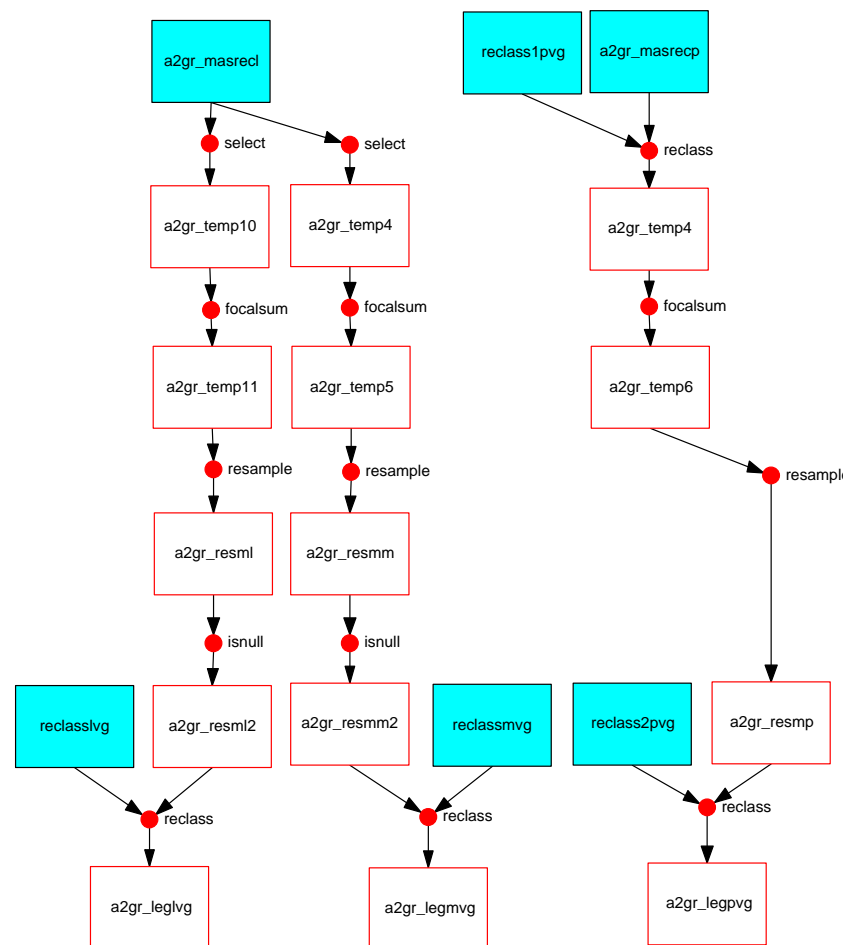 a2gr_masrecl
reclass1pvg
a2gr_masrecp
select
select
reclass
a2gr_temp10
a2gr_temp4
a2gr_temp4
focalsum
focalsum
focalsum
a2gr_temp11
a2gr_temp5
a2gr_temp6
resample
resample
resample
a2gr_resml
a2gr_resmm
isnull
isnull
reclasslvg
a2gr_resml2
a2gr_resmm2
reclassmvg
reclass2pvg
a2gr_resmp
reclass
reclass
reclass
a2gr_leglvg
a2gr_legmvg
a2gr_legpvg